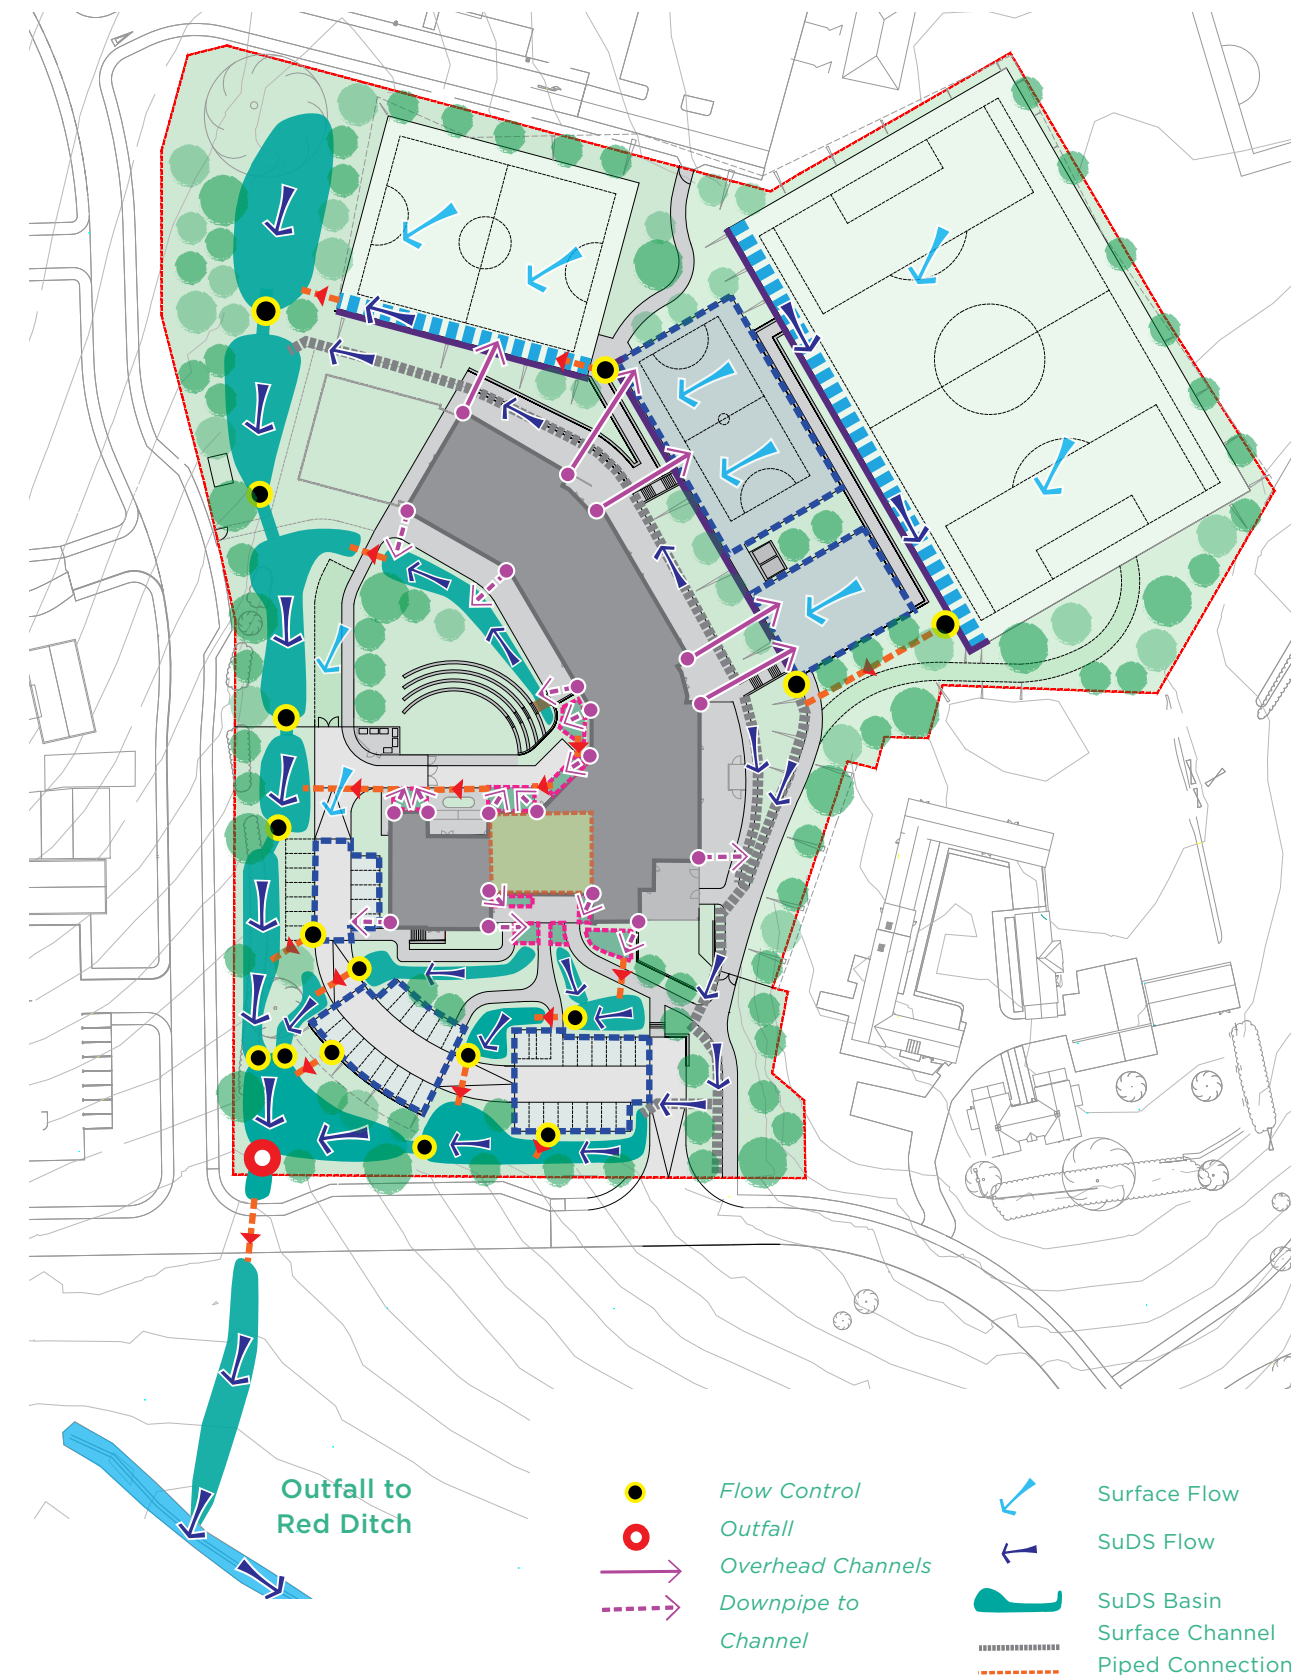 Outfall to
Red Ditch
Flow Control
Outfall
Overhead Channels
Downpipe to
Channel
Surface Flow
SuDS Flow
SuDS Basin
Surface Channel
Piped Connection